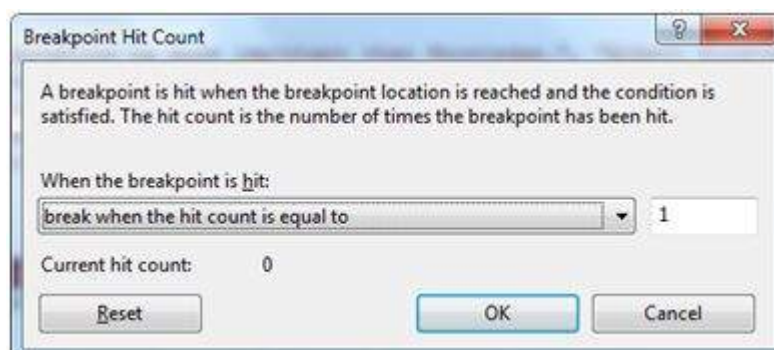 Breakpoint Hit Count
?
A breakpoint is hit when the breakpoint location is reached and the condition is
satisfied. The hit count is the number of times the breakpoint has been hit.
When the breakpoint is hit:
break when the hit count is equal to 1
Current hit count: 0
Reset OK Cancel